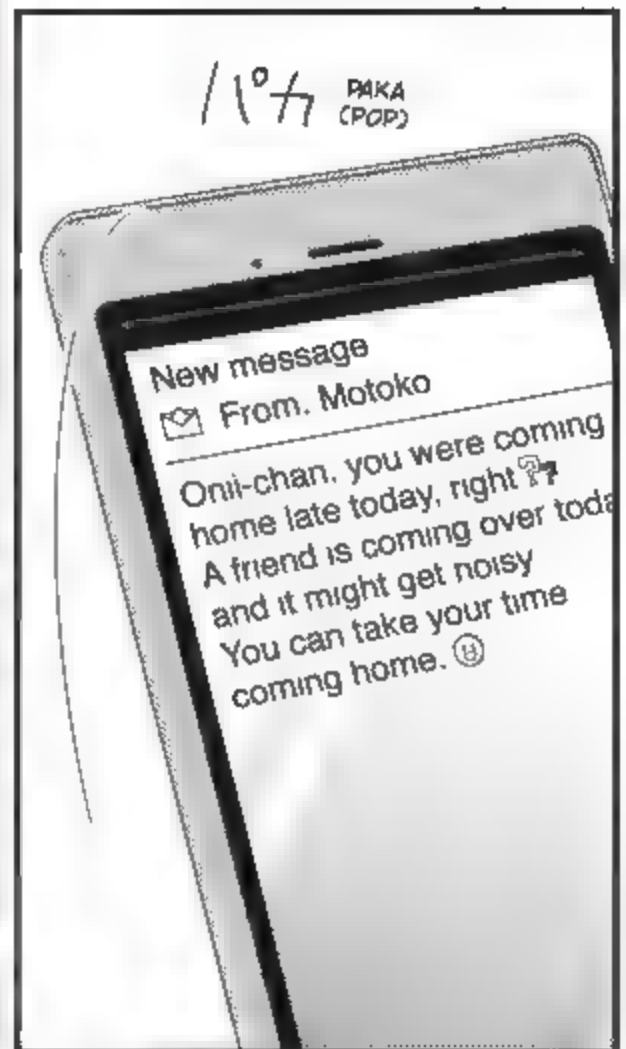 パカ PAKA
(POP)
New message
From. Motoko
Onii-chan, you were coming
home late today, right??
A friend is coming over toda
and it might get noisy
You can take your time
coming home.